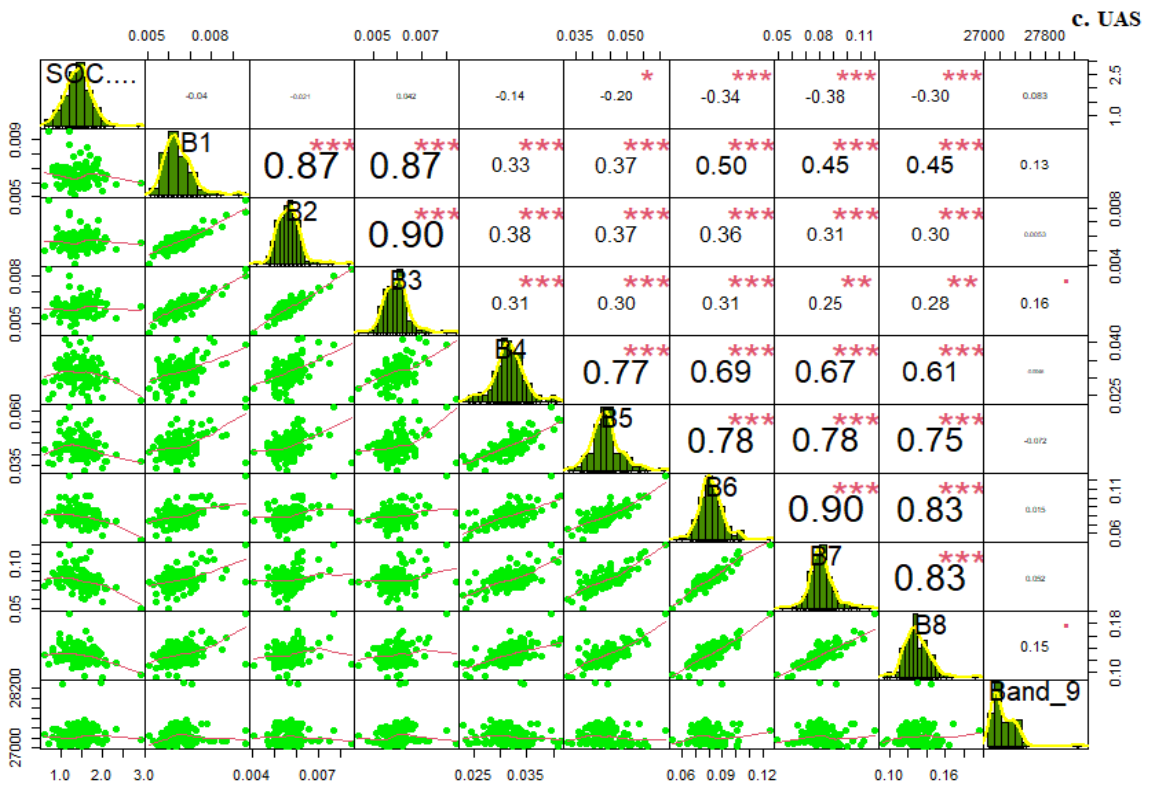 c. UAS
0.005 0.008 0.005 0.007 0.035 0.050 0.05 0.08 0.11 27000 27800
SOC.... -0.04 -0.021 0.042 -0.14 * -0.20 *** -0.34 *** -0.38 *** -0.30 0.083 1.0 2.5
0.005 0.009 B1 *** 0.87 *** 0.87 *** 0.33 *** 0.37 *** 0.50 *** 0.45 *** 0.45 0.13
B2 *** 0.90 *** 0.38 *** 0.37 *** 0.36 *** 0.31 *** 0.30 0.0053 0.004 0.008
0.005 0.008 B3 *** 0.31 *** 0.30 *** 0.31 ** 0.25 ** 0.28 0.16
B4 *** 0.77 *** 0.69 *** 0.67 *** 0.61 0.025 0.040
0.035 0.060 B5 *** 0.78 *** 0.78 *** 0.75 -0.072
B6 *** 0.90 *** 0.83 0.015 0.06 0.11
0.05 0.10 B7 *** 0.83 0.052
B8 0.15 0.10 0.18
27000 28200 Band_9
1.0 2.0 3.0 0.004 0.007 0.025 0.035 0.06 0.09 0.12 0.10 0.16